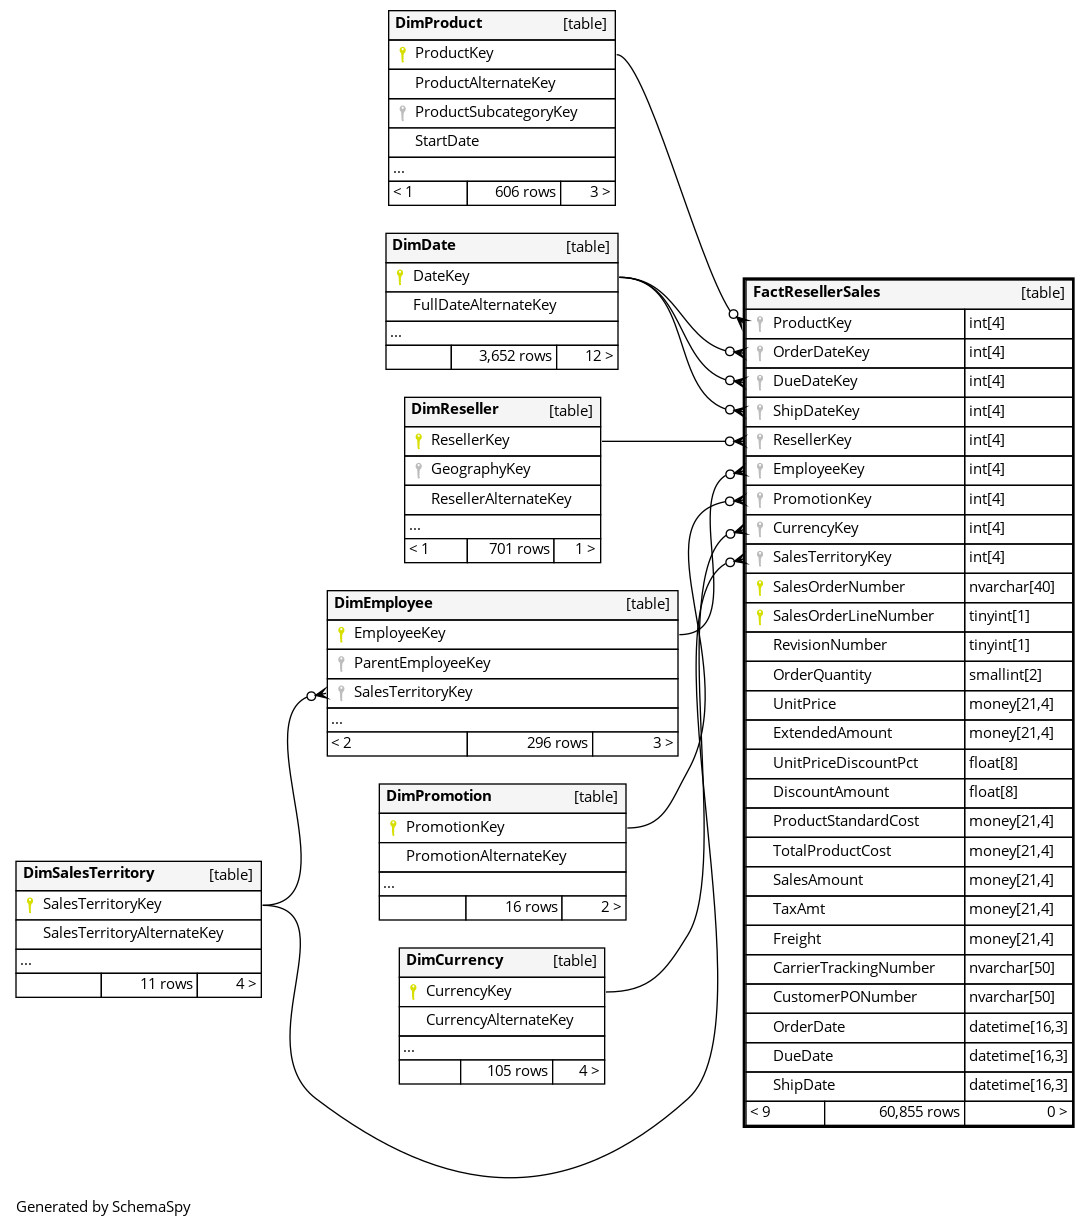 DimProduct [table]
ProductKey
ProductAlternateKey
ProductSubcategoryKey
StartDate
...
< 1 606 rows 3 >
DimDate [table]
DateKey
FullDateAlternateKey
...
3,652 rows 12 >
DimReseller [table]
ResellerKey
GeographyKey
ResellerAlternateKey
...
< 1 701 rows 1 >
DimEmployee [table]
EmployeeKey
ParentEmployeeKey
SalesTerritoryKey
...
< 2 296 rows 3 >
DimPromotion [table]
PromotionKey
PromotionAlternateKey
...
16 rows 2 >
DimSalesTerritory [table]
SalesTerritoryKey
SalesTerritoryAlternateKey
...
11 rows 4 >
DimCurrency [table]
CurrencyKey
CurrencyAlternateKey
...
105 rows 4 >
FactResellerSales [table]
ProductKey int[4]
OrderDateKey int[4]
DueDateKey int[4]
ShipDateKey int[4]
ResellerKey int[4]
EmployeeKey int[4]
PromotionKey int[4]
CurrencyKey int[4]
SalesTerritoryKey int[4]
SalesOrderNumber nvarchar[40]
SalesOrderLineNumber tinyint[1]
RevisionNumber tinyint[1]
OrderQuantity smallint[2]
UnitPrice money[21,4]
ExtendedAmount money[21,4]
UnitPriceDiscountPct float[8]
DiscountAmount float[8]
ProductStandardCost money[21,4]
TotalProductCost money[21,4]
SalesAmount money[21,4]
TaxAmt money[21,4]
Freight money[21,4]
CarrierTrackingNumber nvarchar[50]
CustomerPONumber nvarchar[50]
OrderDate datetime[16,3]
DueDate datetime[16,3]
ShipDate datetime[16,3]
< 9 60,855 rows 0 >
Generated by SchemaSpy